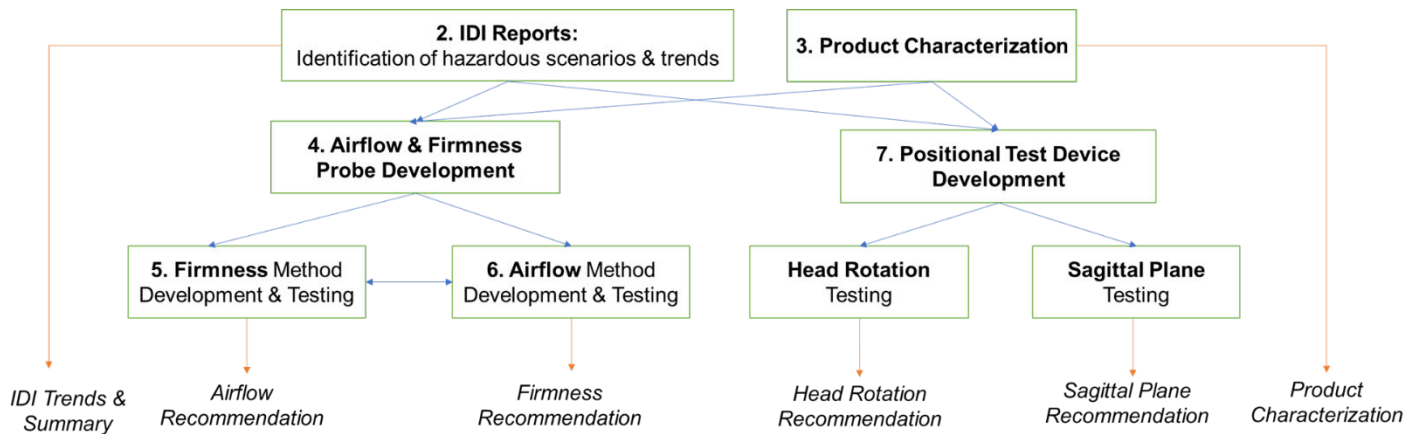 2. IDI Reports:
Identification of hazardous scenarios & trends
3. Product Characterization
4. Airflow & Firmness
Probe Development
7. Positional Test Device
Development
5. Firmness Method
Development & Testing
6. Airflow Method
Development & Testing
Head Rotation
Testing
Sagittal Plane
Testing
IDI Trends &
Summary
Airflow
Recommendation
Firmness
Recommendation
Head Rotation
Recommendation
Sagittal Plane
Recommendation
Product
Characterization